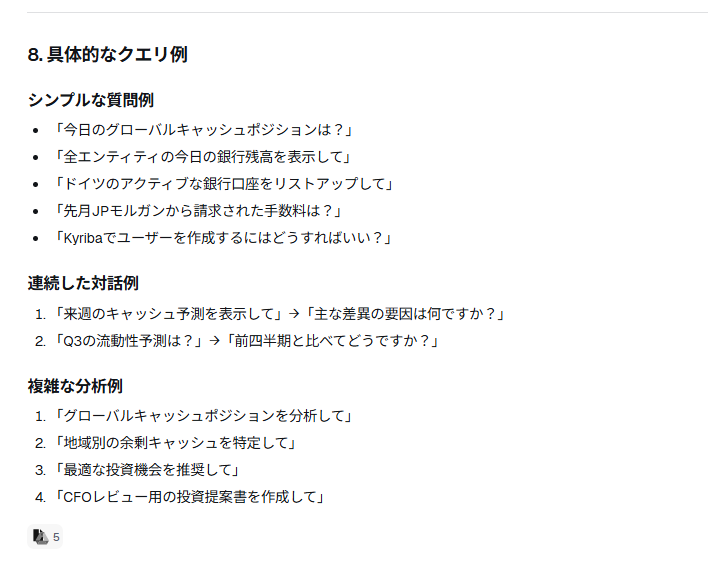 8. 具体的なクエリ例
シンプルな質問例
• 「今日のグローバルキャッシュポジションは？」
• 「全エンティティの今日の銀行残高を表示して」
• 「ドイツのアクティブな銀行口座をリストアップして」
• 「先月JPモルガンから請求された手数料は？」
• 「Kyribaでユーザーを作成するにはどうすればいい？」
連続した対話例
1. 「来週のキャッシュ予測を表示して」→「主な差異の要因は何ですか？」
2. 「Q3の流動性予測は？」→「前四半期と比べてどうですか？」
複雑な分析例
1. 「グローバルキャッシュポジションを分析して」
2. 「地域別の余剰キャッシュを特定して」
3. 「最適な投資機会を推奨して」
4. 「CFOレビュー用の投資提案書を作成して」
5